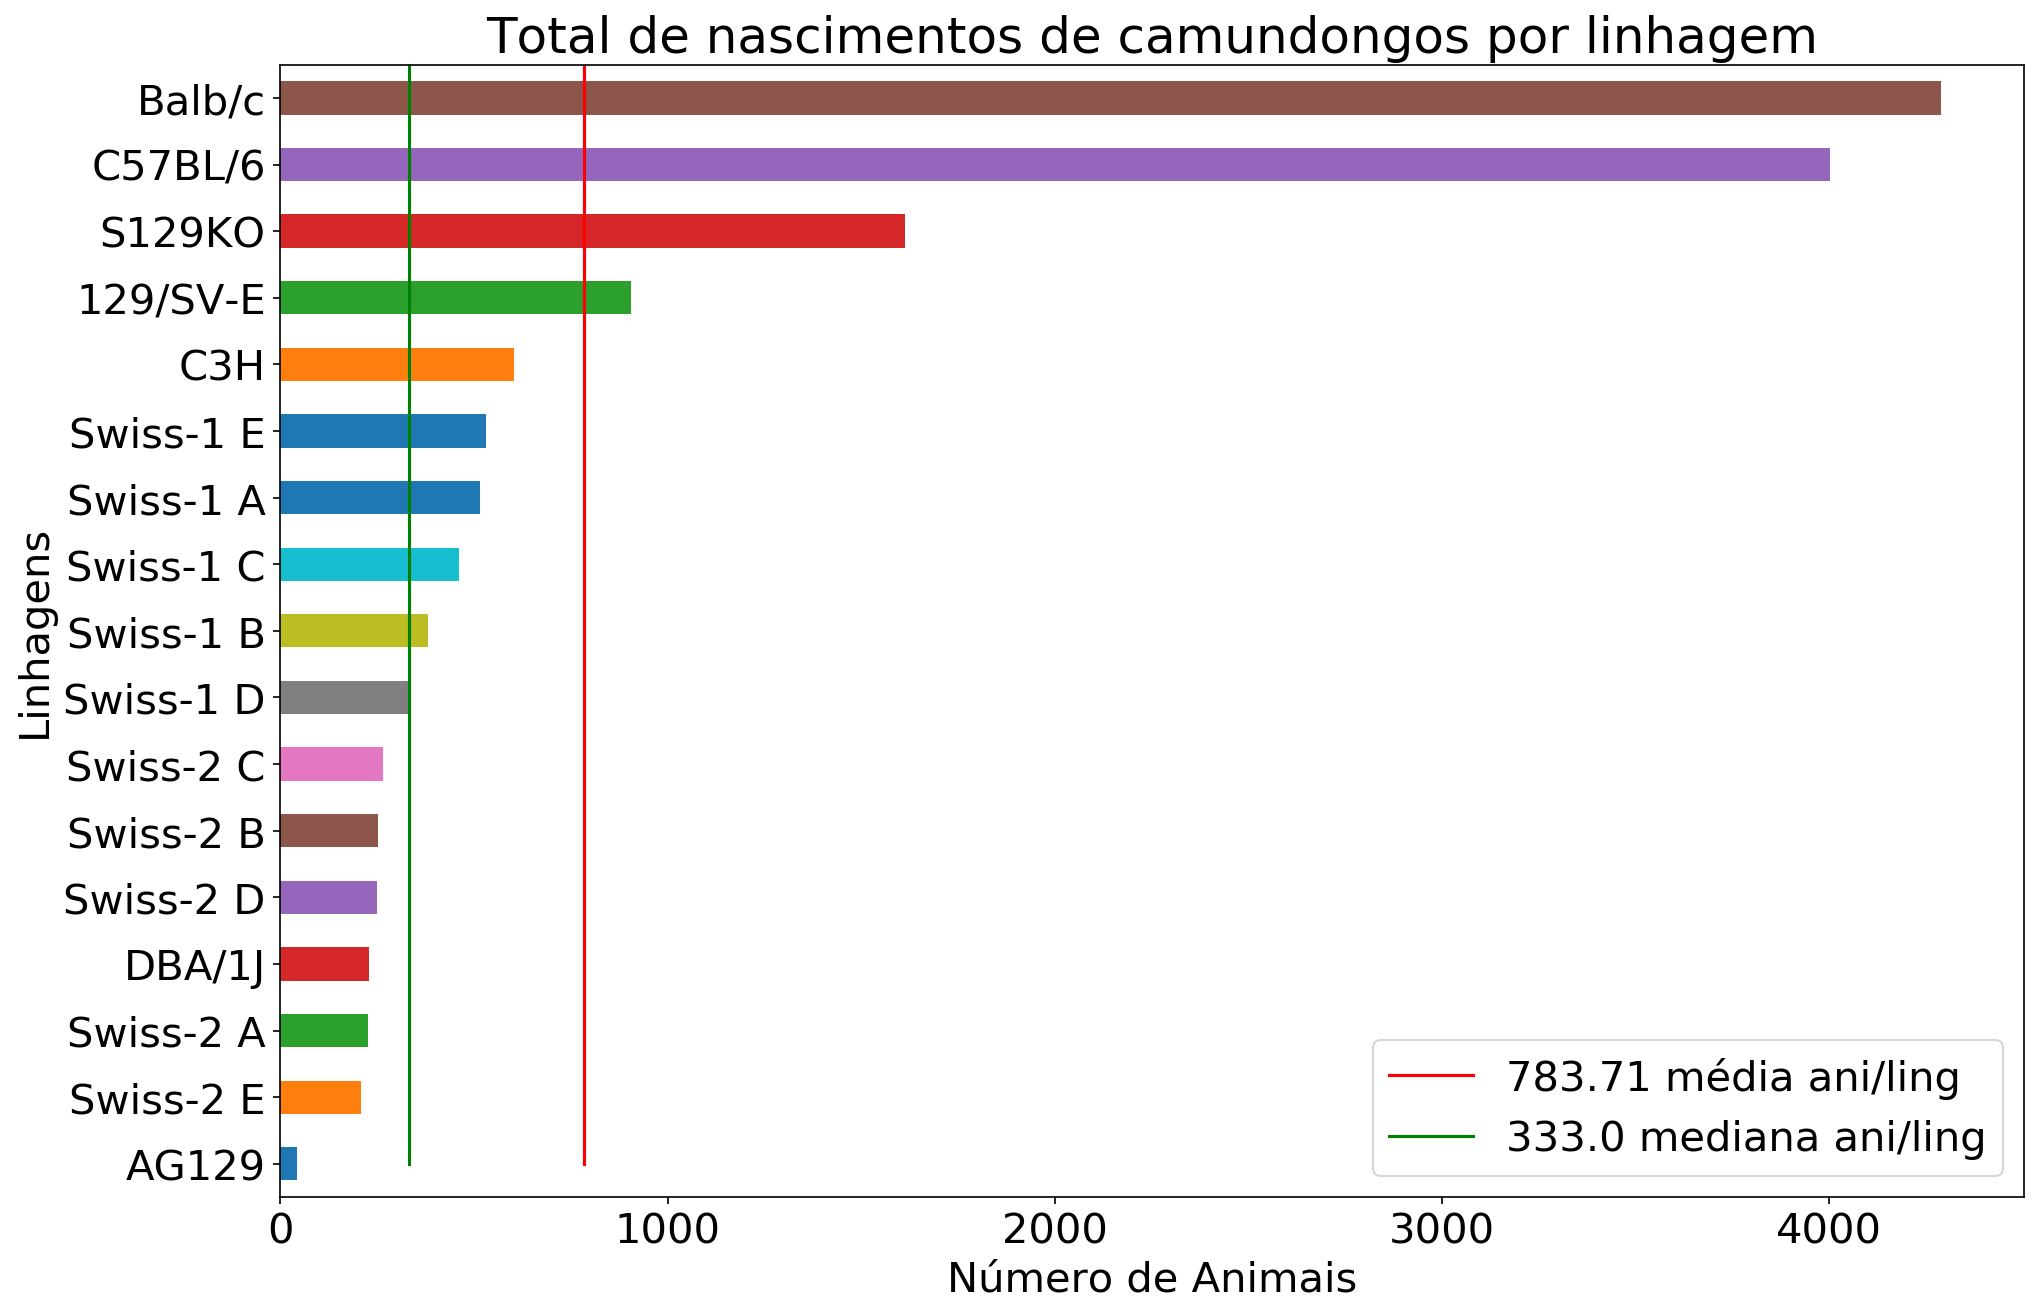 Total de nascimentos de camundongos por linhagem
Balb/c
C57BL/6
S129KO
129/SV-E
C3H
Swiss-1 E
Swiss-1 A
Swiss-1 C
Swiss-1 B
Swiss-1 D
Swiss-2 C
Swiss-2 B
Swiss-2 D
DBA/1J
Swiss-2 A
Swiss-2 E
AG129
Linhagens
783.71 média ani/ling
333.0 mediana ani/ling
0 1000 2000 3000 4000
Número de Animais